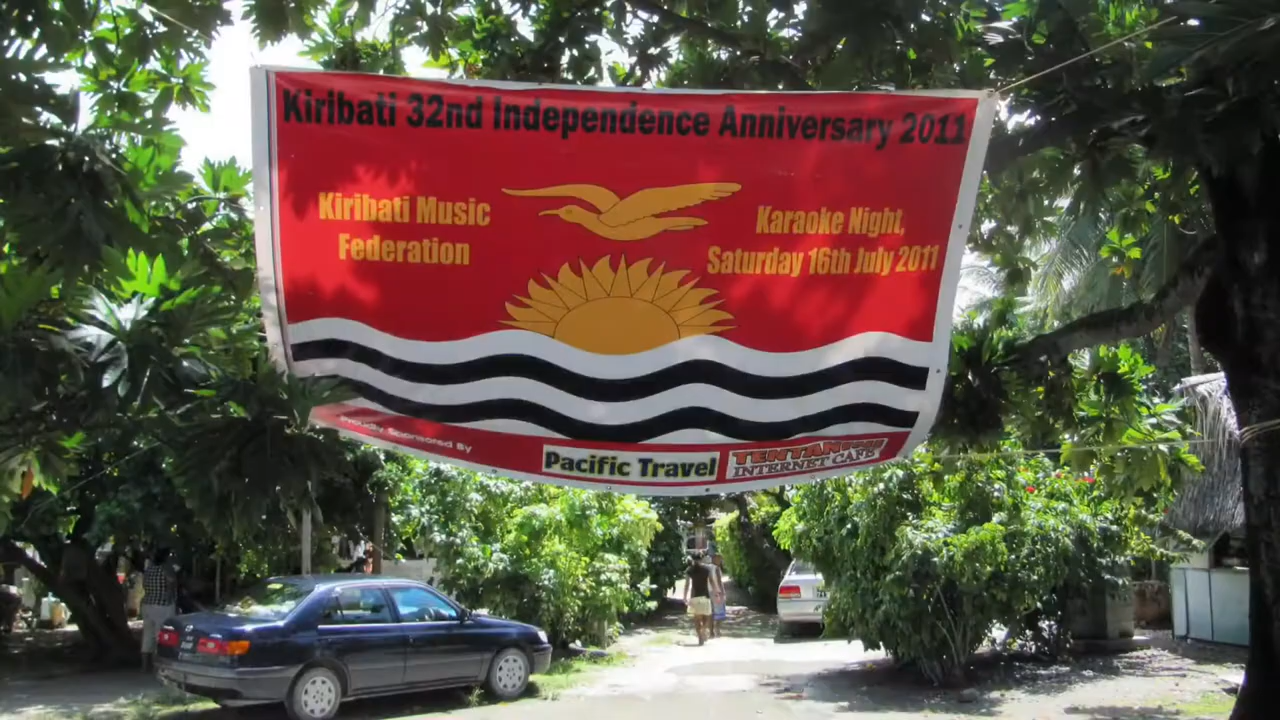 Kiribati 32nd Independence Anniversary 2011
Kiribati Music
Federation
Karaoke Night,
Saturday 16th July 2011
Proudly Sponsored By
Pacific Travel
INTERNET CAFE